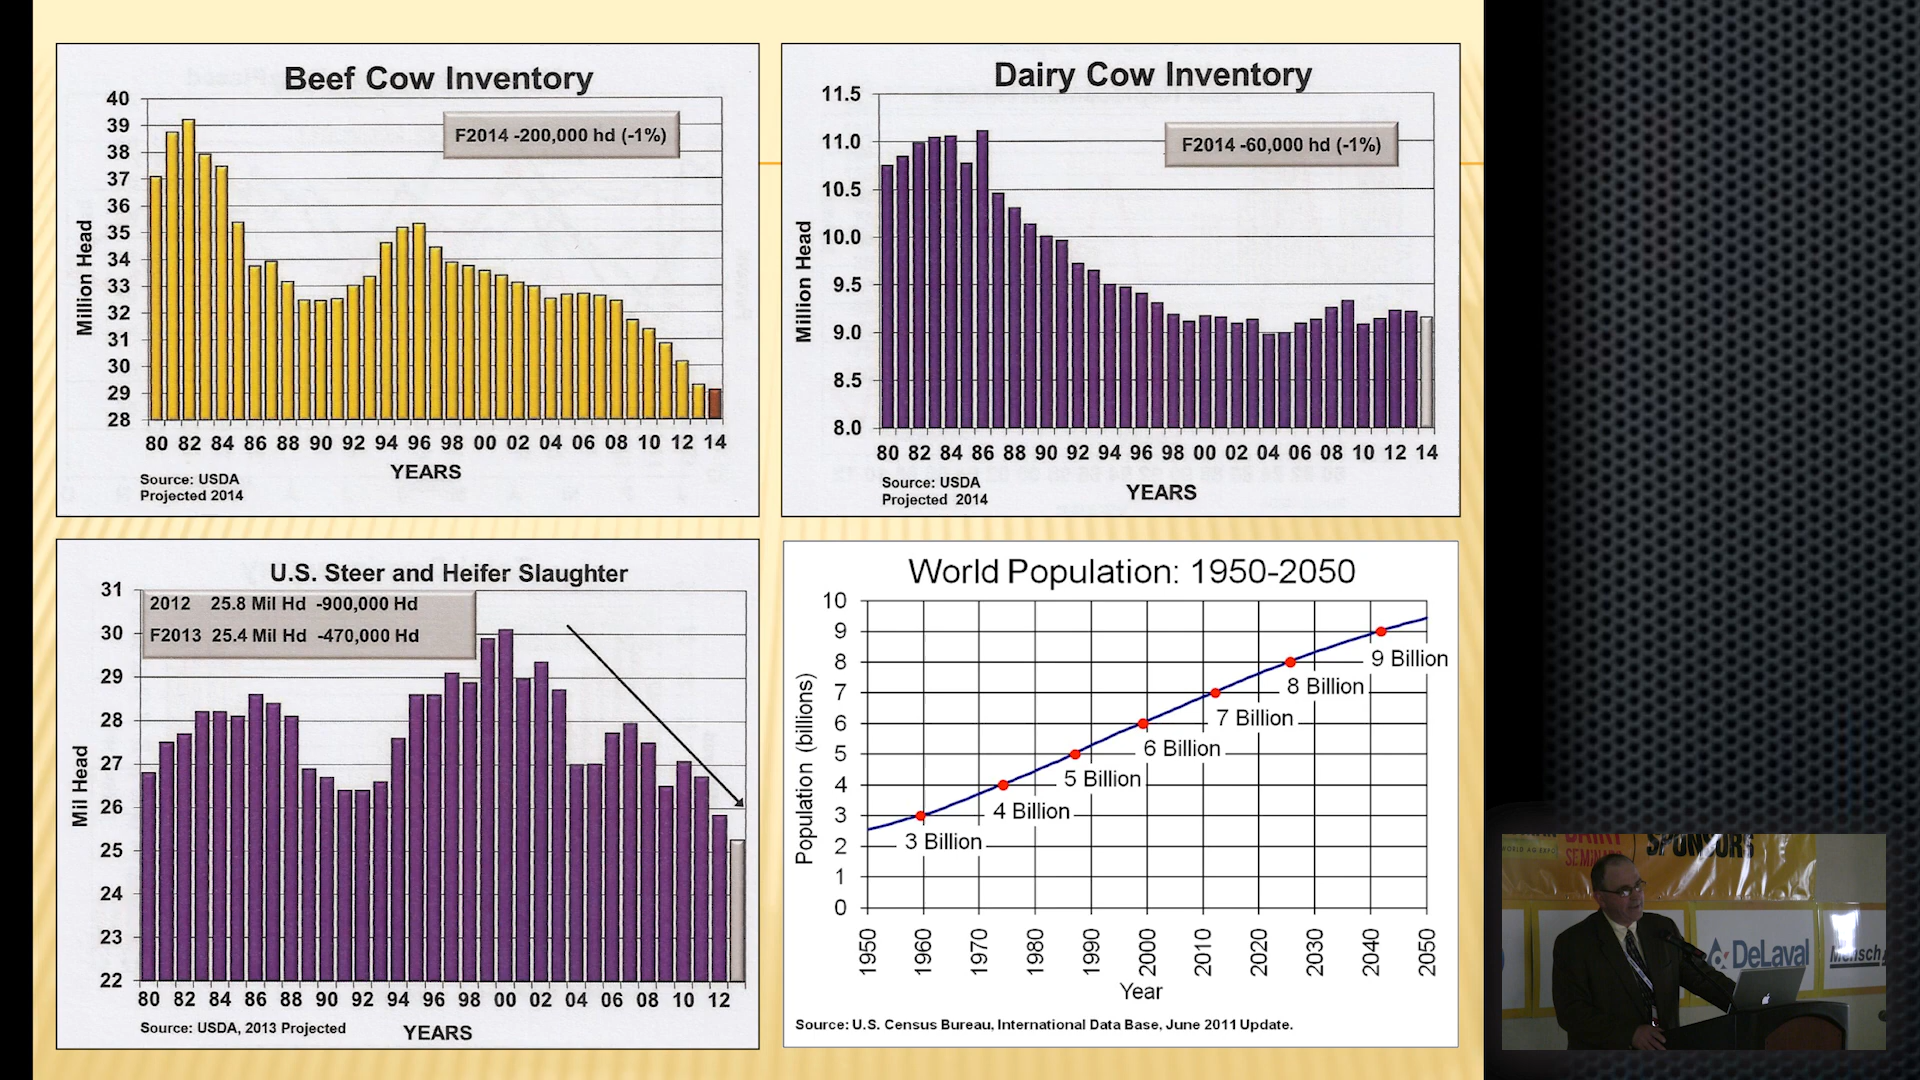 Beef Cow Inventory
F2014 -200,000 hd (-1%)
40
39
38
37
36
35
34
33
32
31
30
29
28
Million Head
80 82 84 86 88 90 92 94 96 98 00 02 04 06 08 10 12 14
YEARS
Source: USDA
Projected 2014
Dairy Cow Inventory
F2014 -60,000 hd (-1%)
11.5
11.0
10.5
10.0
9.5
9.0
8.5
8.0
Million Head
80 82 84 86 88 90 92 94 96 98 00 02 04 06 08 10 12 14
YEARS
Source: USDA
Projected 2014
U.S. Steer and Heifer Slaughter
2012 25.8 Mil Hd -900,000 Hd
F2013 25.4 Mil Hd -470,000 Hd
31
30
29
28
27
26
25
24
23
22
Mil Head
80 82 84 86 88 90 92 94 96 98 00 02 04 06 08 10 12
Source: USDA, 2013 Projected
YEARS
World Population: 1950-2050
10
9
8
7
6
5
4
3
2
1
0
Population (billions)
9 Billion
8 Billion
7 Billion
6 Billion
5 Billion
4 Billion
3 Billion
1950 1960 1970 1980 1990 2000 2010 2020 2030 2040 2050
Year
Source: U.S. Census Bureau, International Data Base, June 2011 Update.
SPONSORS
DeLaval
Mensch